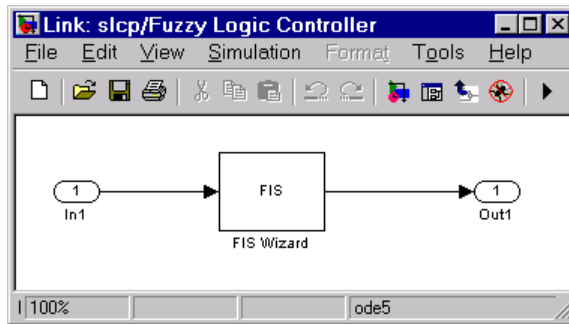 Link: slcp/Fuzzy Logic Controller
File Edit View Simulation Format Tools Help
1 FIS 1
In1 FIS Wizard Out1
100% ode5